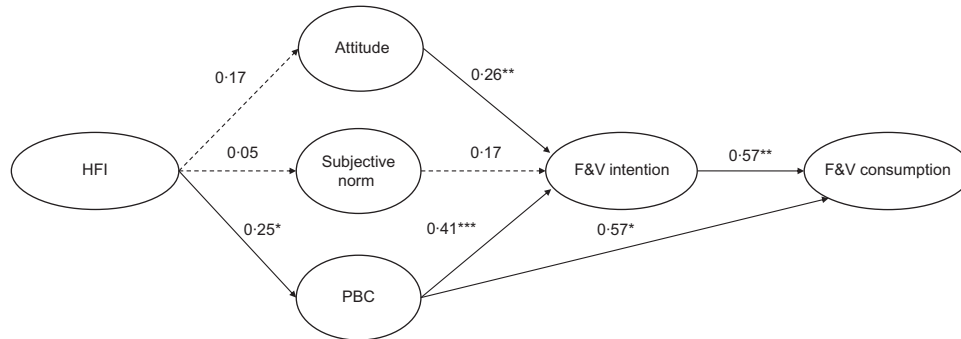 Attitude
0·17
0·26**
HFI
0·05
Subjective
norm
0·17
F&V intention
0·57**
F&V consumption
0·25*
0·41***
0·57*
PBC